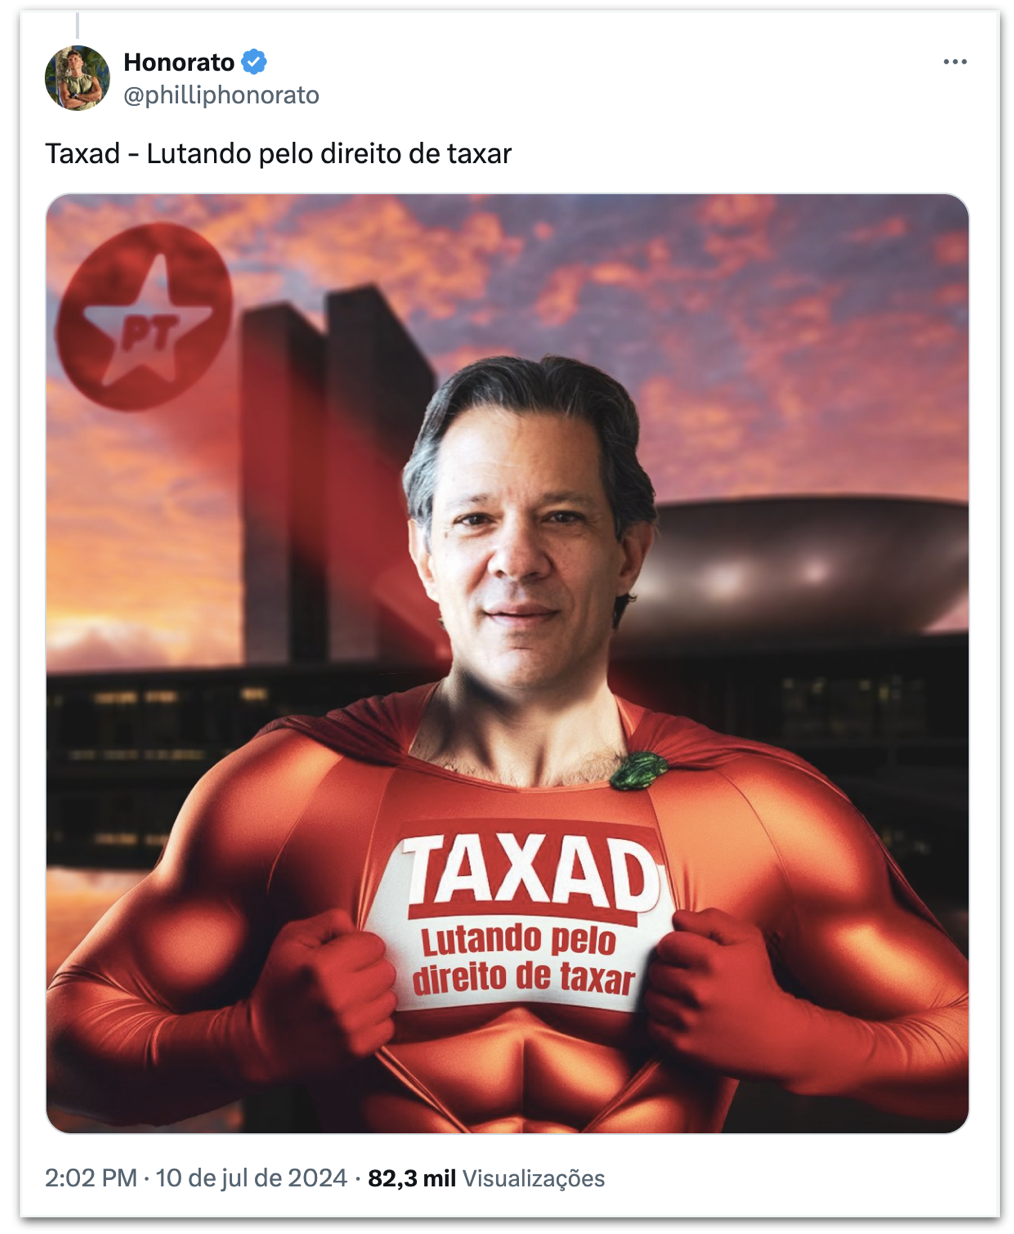 Honorato
@philliphonorato
Taxad - Lutando pelo direito de taxar
PT
TAXAD
Lutando pelo
direito de taxar
2:02 PM · 10 de jul de 2024 · 82,3 mil Visualizações